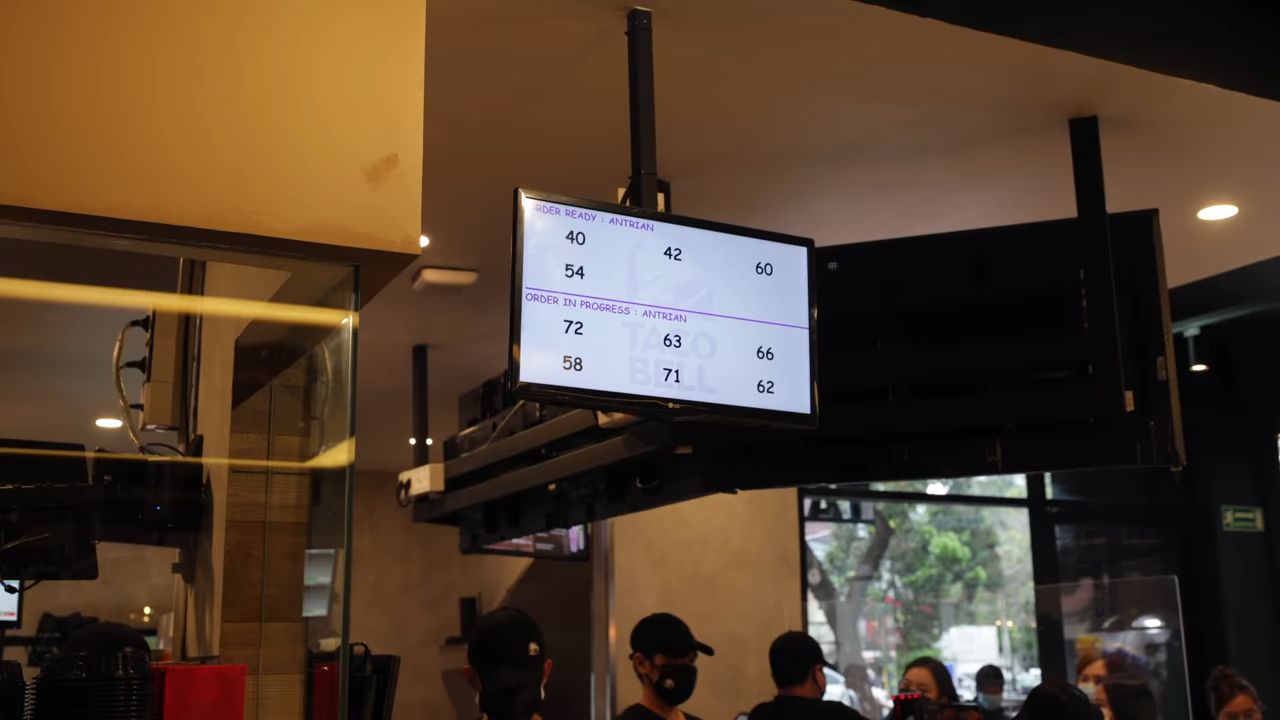 ORDER READY : ANTRIAN
40 42 60
54
ORDER IN PROGRESS : ANTRIAN
72 63 66
58 71 62
TACO
BELL
LG